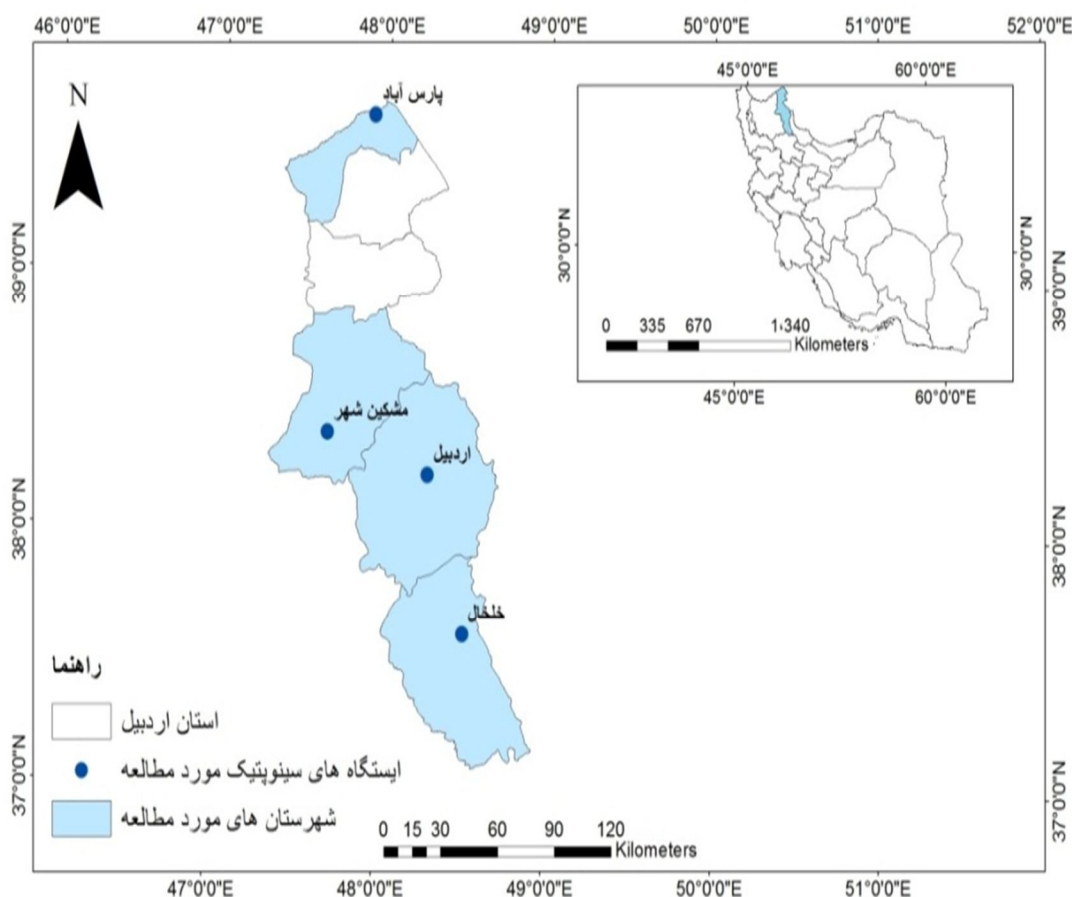 46°0'0"E 47°0'0"E 48°0'0"E 49°0'0"E 50°0'0"E 51°0'0"E 52°0'0"E
N
پارس آباد
45°0'0"E 60°0'0"E
30°0'0"N 30°0'0"N
0 335 670 1·340
Kilometers
45°0'0"E 60°0'0"E
39°0'0"N 39°0'0"N
مشکین شهر
اردبیل
38°0'0"N 38°0'0"N
خلخال
راهنما
استان اردبیل
ایستگاه های سینوپتیک مورد مطالعه
شهرستان های مورد مطالعه
37°0'0"N 37°0'0"N
0 15 30 60 90 120
Kilometers
47°0'0"E 48°0'0"E 49°0'0"E 50°0'0"E 51°0'0"E